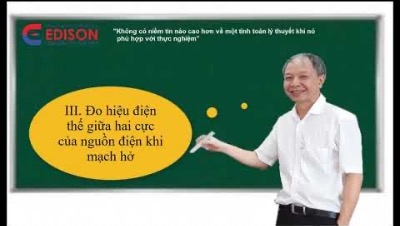 EDISON
"Không có niềm tin nào cao hơn về một tính toán lý thuyết khi nó
phù hợp với thực nghiệm"
III. Đo hiệu điện
thế giữa hai cực
của nguồn điện khi
mạch hở